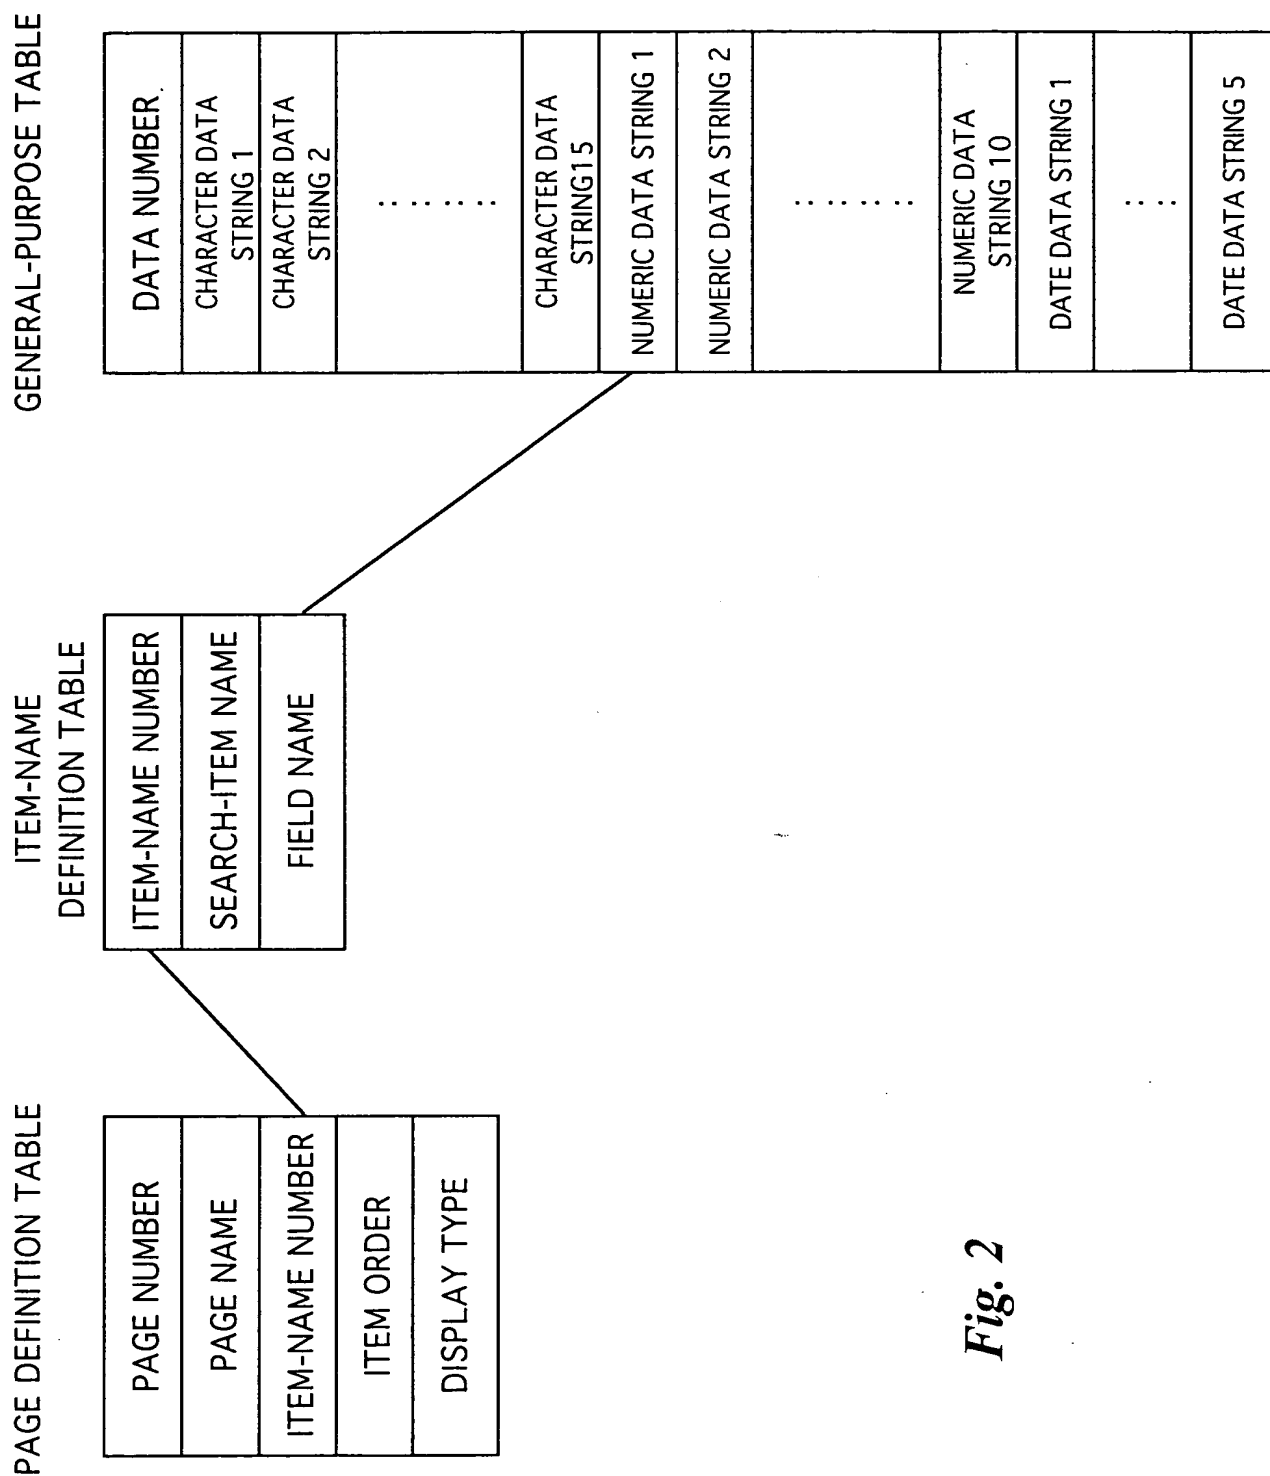 PAGE DEFINITION TABLE
PAGE NUMBER
PAGE NAME
ITEM-NAME NUMBER
ITEM ORDER
DISPLAY TYPE
ITEM-NAME
DEFINITION TABLE
ITEM-NAME NUMBER
SEARCH-ITEM NAME
FIELD NAME
GENERAL-PURPOSE TABLE
DATA NUMBER
CHARACTER DATA
STRING 1
CHARACTER DATA
STRING 2
........
CHARACTER DATA
STRING15
NUMERIC DATA STRING 1
NUMERIC DATA STRING 2
........
NUMERIC DATA
STRING 10
DATE DATA STRING 1
....
DATE DATA STRING 5
Fig. 2